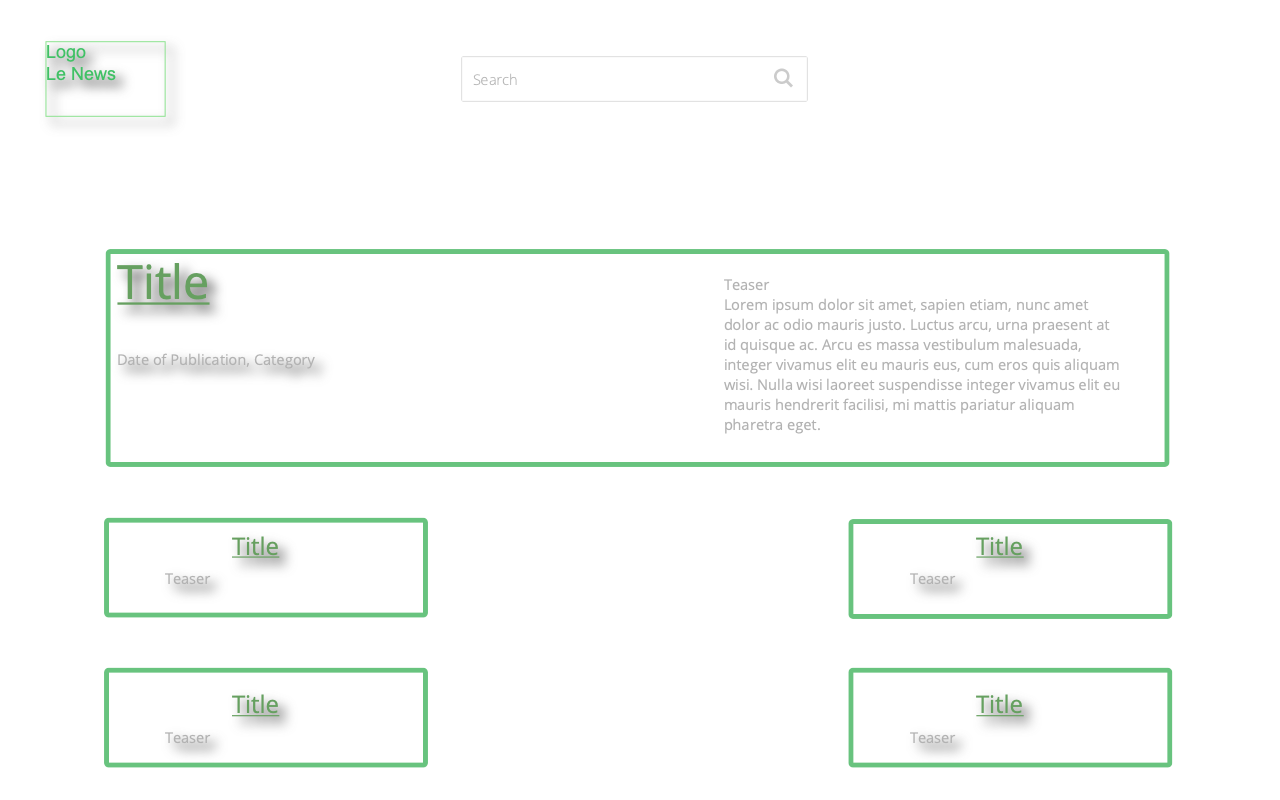 Logo
Le News
Search
Title
Date of Publication, Category
Teaser
Lorem ipsum dolor sit amet, sapien etiam, nunc amet
dolor ac odio mauris justo. Luctus arcu, urna praesent at
id quisque ac. Arcu es massa vestibulum malesuada,
integer vivamus elit eu mauris eus, cum eros quis aliquam
wisi. Nulla wisi laoreet suspendisse integer vivamus elit eu
mauris hendrerit facilisi, mi mattis pariatur aliquam
pharetra eget.
Title
Teaser
Title
Teaser
Title
Teaser
Title
Teaser